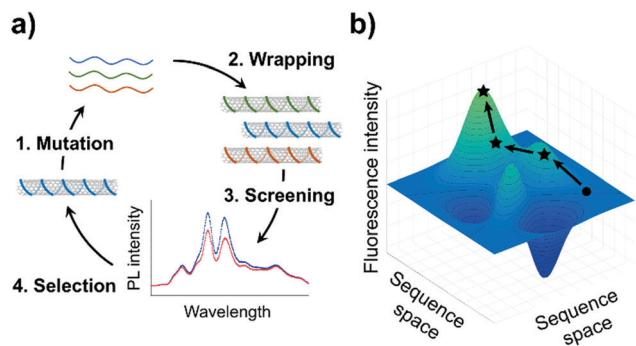 a)
2. Wrapping
1. Mutation
3. Screening
4. Selection
PL intensity
Wavelength
b)
Fluorescence intensity
Sequence
space
Sequence
space